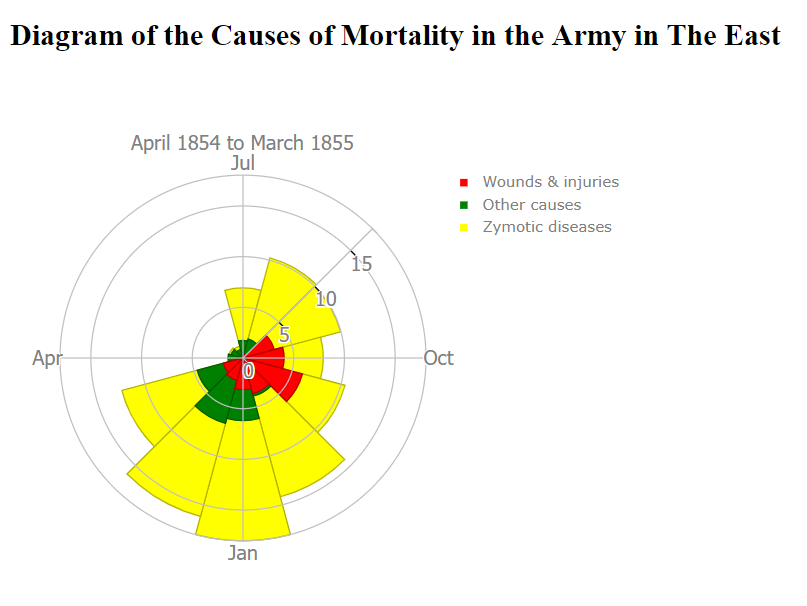 Diagram of the Causes of Mortality in the Army in The East
April 1854 to March 1855
Jul
Wounds & injuries
Other causes
Zymotic diseases
15
10
5
Apr
0
Oct
Jan